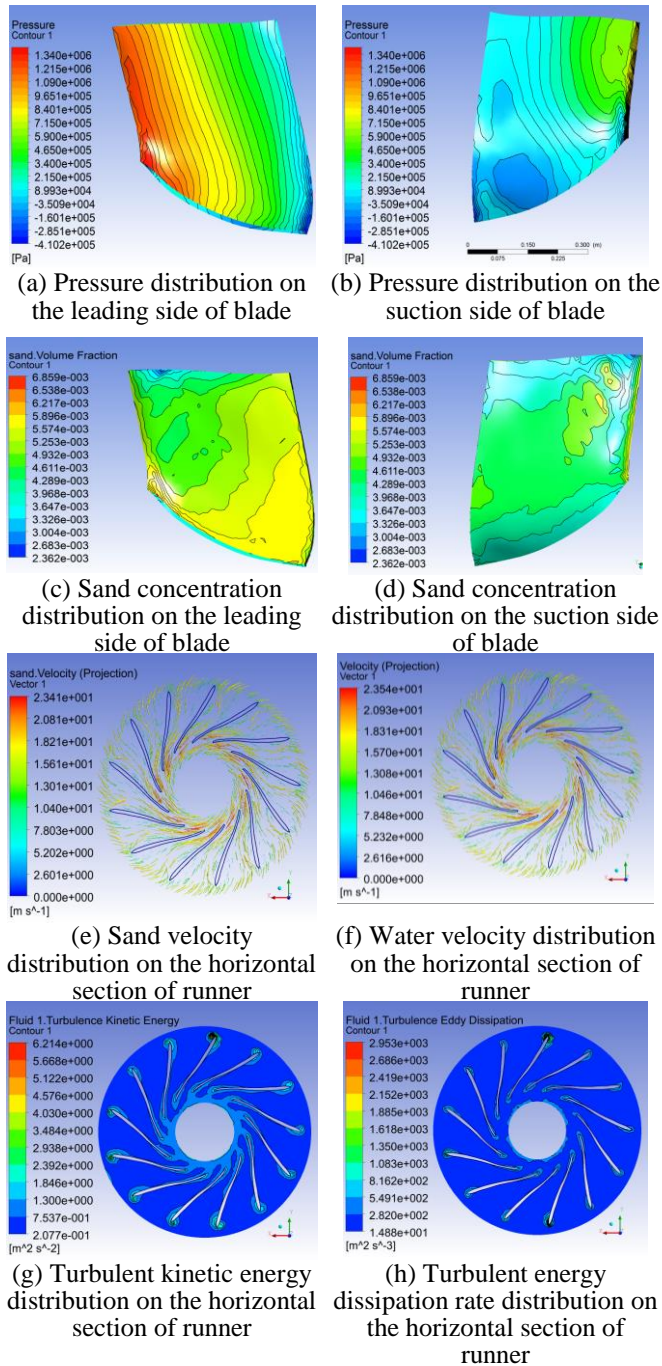 Pressure
Contour 1
1.340e+006
1.215e+006
1.090e+006
9.651e+005
8.401e+005
7.150e+005
5.900e+005
4.650e+005
3.400e+005
2.150e+005
8.993e+004
-3.509e+004
-1.601e+005
-2.851e+005
-4.102e+005
[Pa]
Pressure
Contour 1
1.340e+006
1.215e+006
1.090e+006
9.651e+005
8.401e+005
7.150e+005
5.900e+005
4.650e+005
3.400e+005
2.150e+005
8.993e+004
-3.509e+004
-1.601e+005
-2.851e+005
-4.102e+005
[Pa]
0 0.150 0.300 (m)
0.075 0.225
(a) Pressure distribution on
the leading side of blade
(b) Pressure distribution on the
suction side of blade
sand.Volume Fraction
Contour 1
6.859e-003
6.538e-003
6.217e-003
5.896e-003
5.574e-003
5.253e-003
4.932e-003
4.611e-003
4.289e-003
3.968e-003
3.647e-003
3.326e-003
3.004e-003
2.683e-003
2.362e-003
sand.Volume Fraction
Contour 1
6.859e-003
6.538e-003
6.217e-003
5.896e-003
5.574e-003
5.253e-003
4.932e-003
4.611e-003
4.289e-003
3.968e-003
3.647e-003
3.326e-003
3.004e-003
2.683e-003
2.362e-003
(c) Sand concentration
distribution on the leading
side of blade
(d) Sand concentration
distribution on the suction side
of blade
sand.Velocity (Projection)
Vector 1
2.341e+001
2.081e+001
1.821e+001
1.561e+001
1.301e+001
1.040e+001
7.803e+000
5.202e+000
2.601e+000
0.000e+000
[m s^-1]
Velocity (Projection)
Vector 1
2.354e+001
2.093e+001
1.831e+001
1.570e+001
1.308e+001
1.046e+001
7.848e+000
5.232e+000
2.616e+000
0.000e+000
[m s^-1]
(e) Sand velocity
distribution on the horizontal
section of runner
(f) Water velocity distribution
on the horizontal section of
runner
Fluid 1.Turbulence Kinetic Energy
Contour 1
6.214e+000
5.668e+000
5.122e+000
4.576e+000
4.030e+000
3.484e+000
2.938e+000
2.392e+000
1.846e+000
1.300e+000
7.537e-001
2.077e-001
[m^2 s^-2]
Fluid 1.Turbulence Eddy Dissipation
Contour 1
2.953e+003
2.686e+003
2.419e+003
2.152e+003
1.885e+003
1.618e+003
1.350e+003
1.083e+003
8.162e+002
5.491e+002
2.820e+002
1.488e+001
[m^2 s^-3]
(g) Turbulent kinetic energy
distribution on the horizontal
section of runner
(h) Turbulent energy
dissipation rate distribution on
the horizontal section of
runner